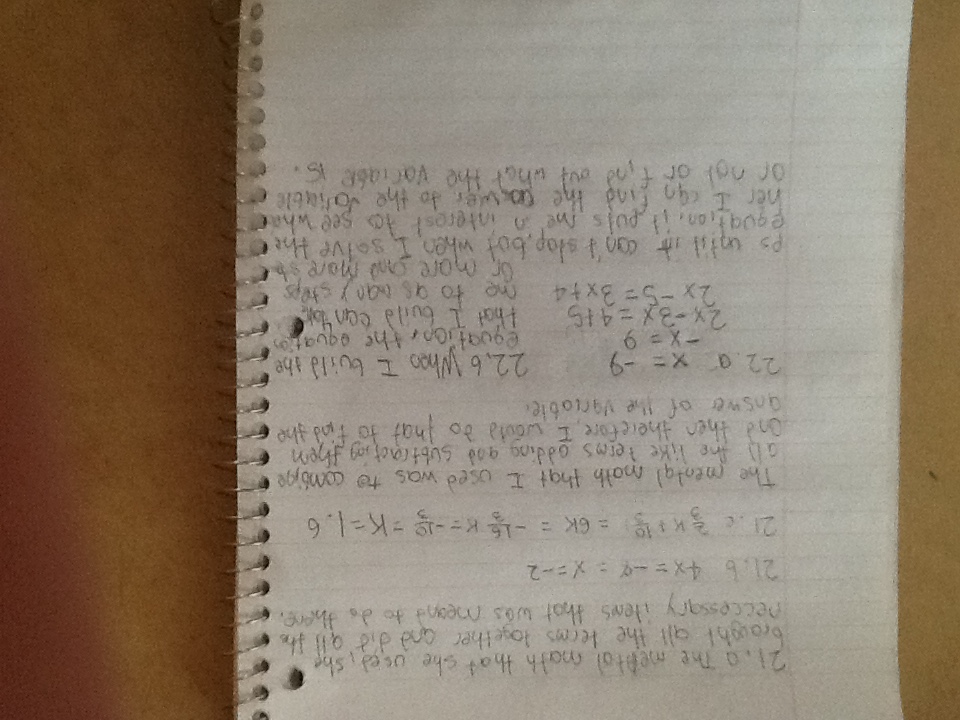 21.a The mental math that she used, she
brought all the terms together and did all the
neccessary items that was meant to do there.
21.b 4x = -8 = x = -2
21.c 2/3 K + 10/3 = 6K = -16/3 K = -10/3 = K = 1.6
The mental math that I used was to combine
all the like terms adding and subtracting them
and then therefore, I would do that to find the
answer of the variable.
22.a x = -9
-x = 9
2x-3x = 4+5
2x-5 = 3x+4
22.b When I build the
equation, the equation
that I build can take
me to as many steps
or more and more st
eps until it can't stop, but when I solve the
equation, it puts me in interest to see whe
her I can find the answer to the variable
or not or find out what the variable is.